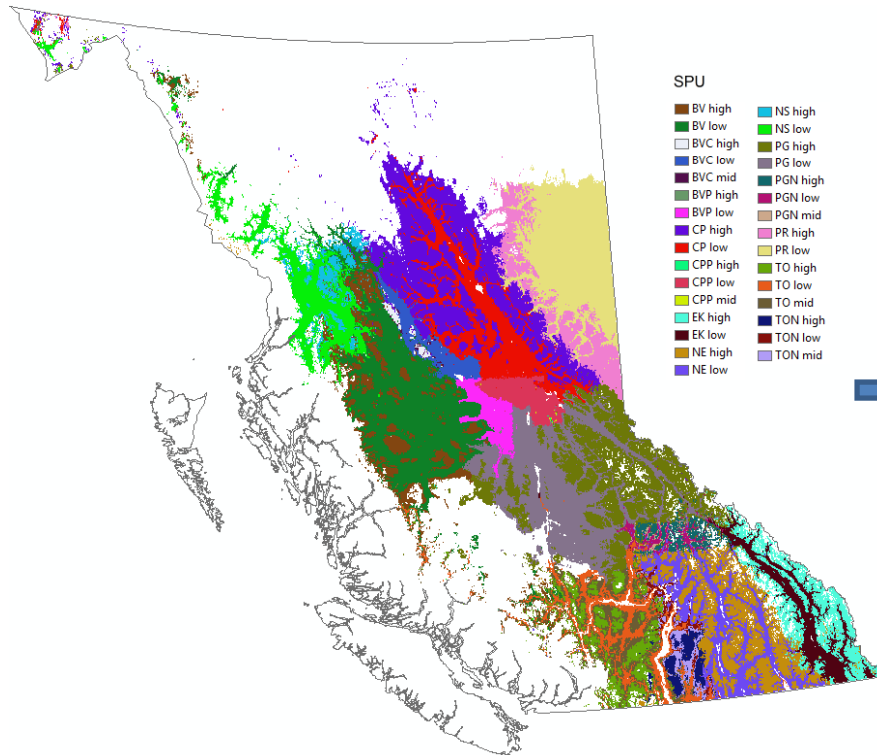 SPU
BV high
BV low
BVC high
BVC low
BVC mid
BVP high
BVP low
CP high
CP low
CPP high
CPP low
CPP mid
EK high
EK low
NE high
NE low
NS high
NS low
PG high
PG low
PGN high
PGN low
PGN mid
PR high
PR low
TO high
TO low
TO mid
TON high
TON low
TON mid